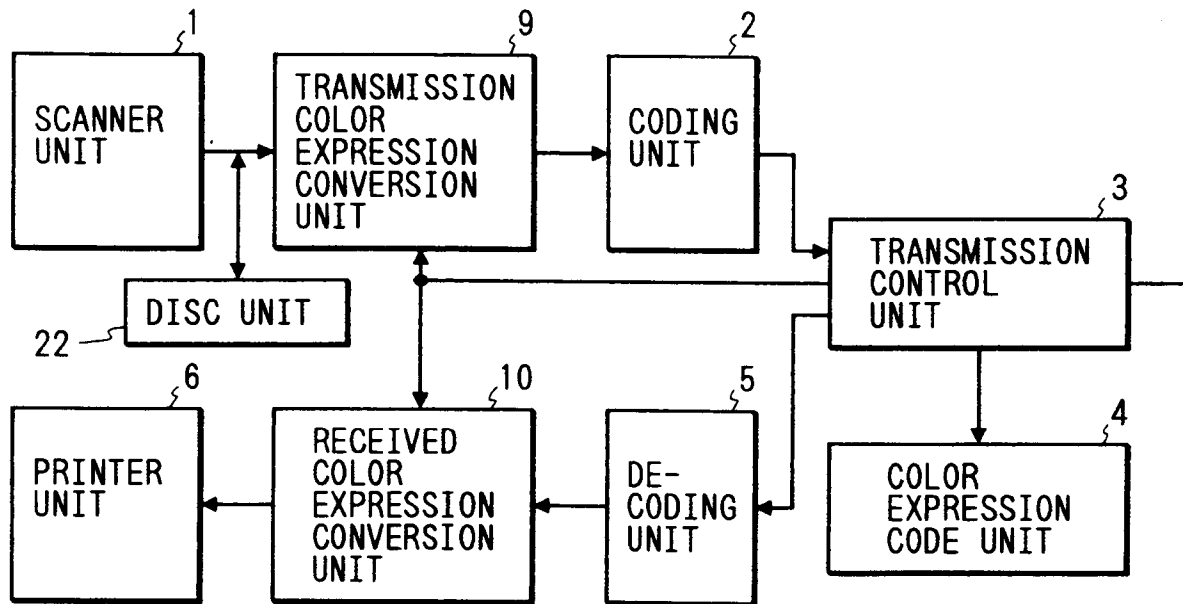 1
SCANNER
UNIT
9
TRANSMISSION
COLOR
EXPRESSION
CONVERSION
UNIT
2
CODING
UNIT
3
TRANSMISSION
CONTROL
UNIT
DISC UNIT
22
6
PRINTER
UNIT
10
RECEIVED
COLOR
EXPRESSION
CONVERSION
UNIT
5
DE-
CODING
UNIT
4
COLOR
EXPRESSION
CODE UNIT